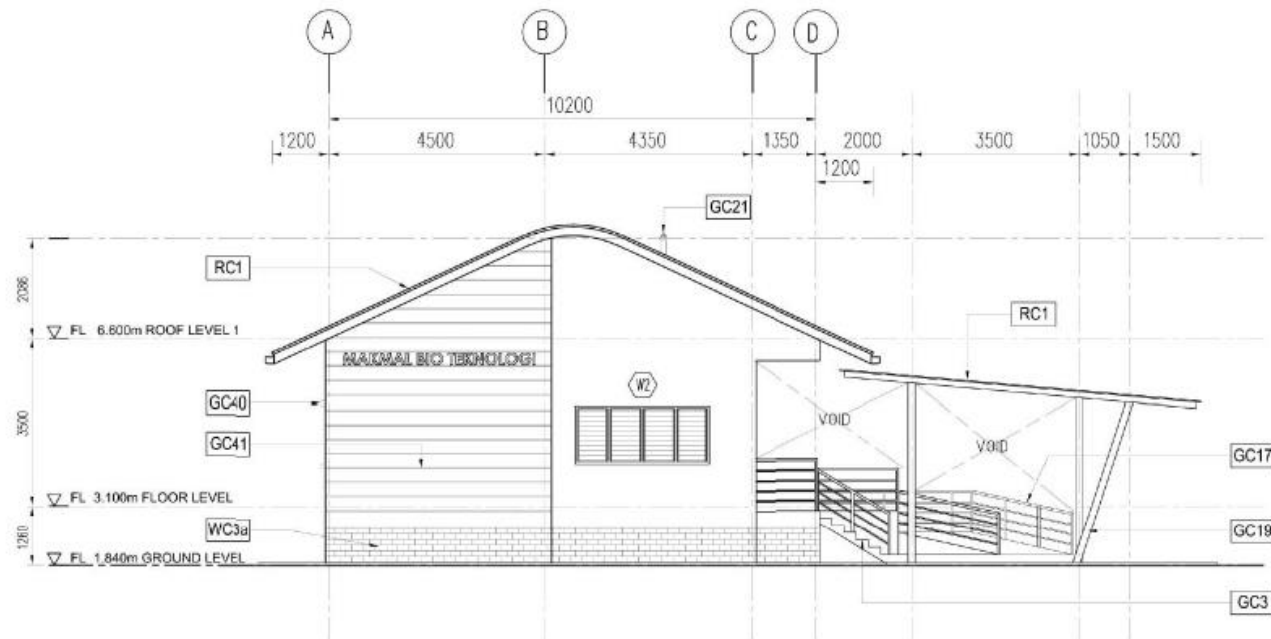 A B C D
10200
1200 4500 4350 1350 2000 3500 1050 1500
1200
GC21
RC1
2086
FL 6.600m ROOF LEVEL 1
RC1
MAKMAL BIO TEKNOLOGI
W2
GC40
3500
VOID
VOID
GC41
GC17
FL 3.100m FLOOR LEVEL
WC3a
1260
GC19
FL 1.840m GROUND LEVEL
GC3